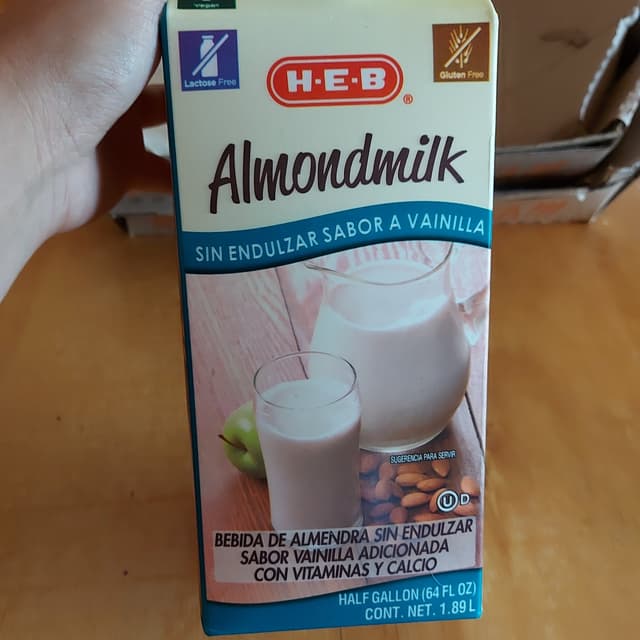 Vegan
Lactose Free
H-E-B®
Gluten Free
Almondmilk
SIN ENDULZAR SABOR A VAINILLA
SUGERENCIA PARA SERVIR
U D
BEBIDA DE ALMENDRA SIN ENDULZAR
SABOR VAINILLA ADICIONADA
CON VITAMINAS Y CALCIO
HALF GALLON (64 FL OZ)
CONT. NET. 1.89 L